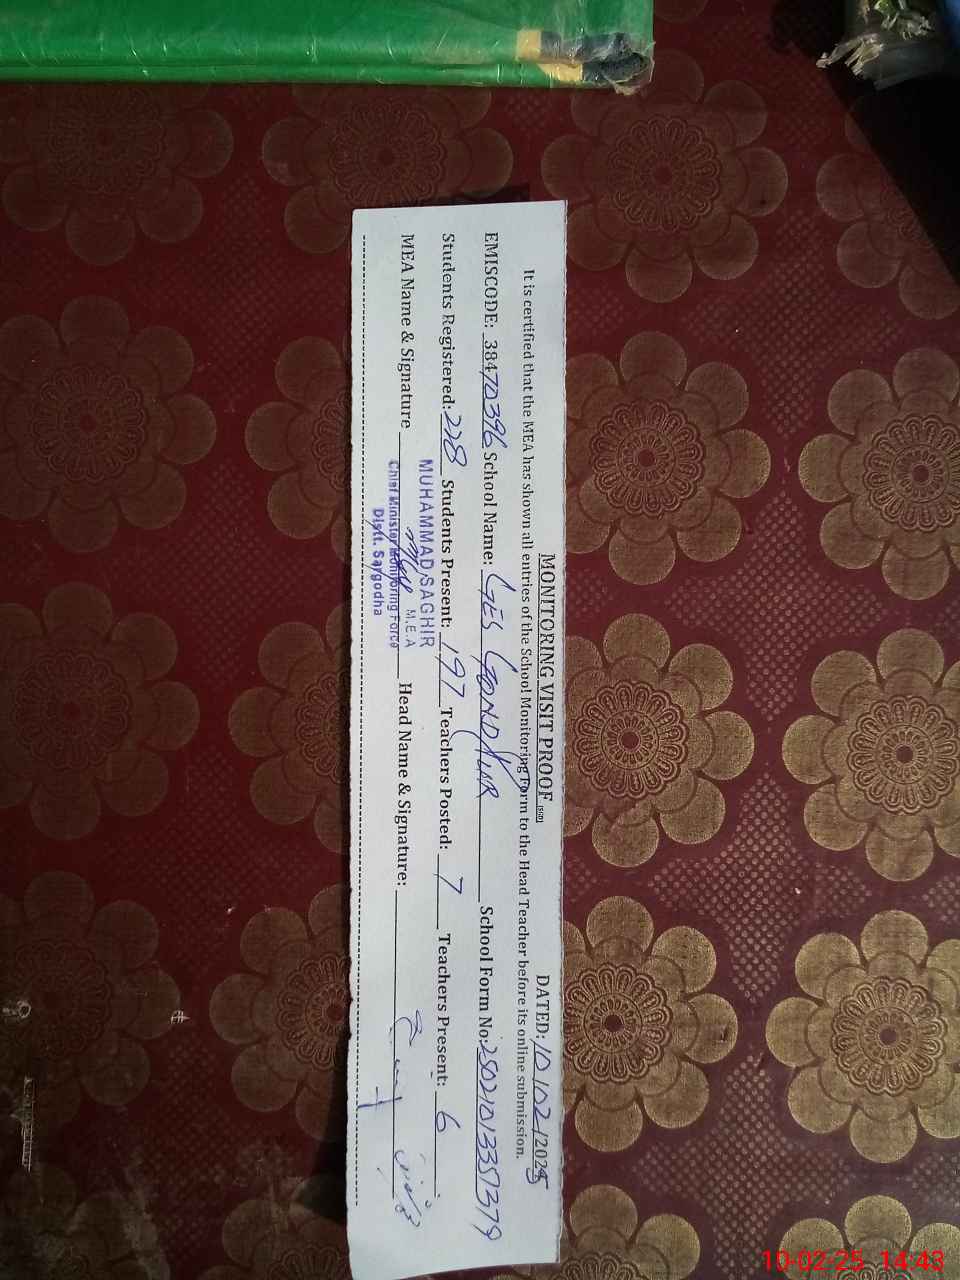 MONITORING VISIT PROOF (SIGD) DATED: 10/02/2025
It is certified that the MEA has shown all entries of the School Monitoring Form to the Head Teacher before its online submission.
EMISCODE: 38470396 School Name: GES GONDPUR School Form No: 25021013357379
Students Registered: 228 Students Present: 197 Teachers Posted: 7 Teachers Present: 6
MEA Name & Signature Head Name & Signature:
MUHAMMAD SAGHIR
M.E.A
Chief Minister Monitoring Force
Distt. Sargodha
10-02-25 14:43